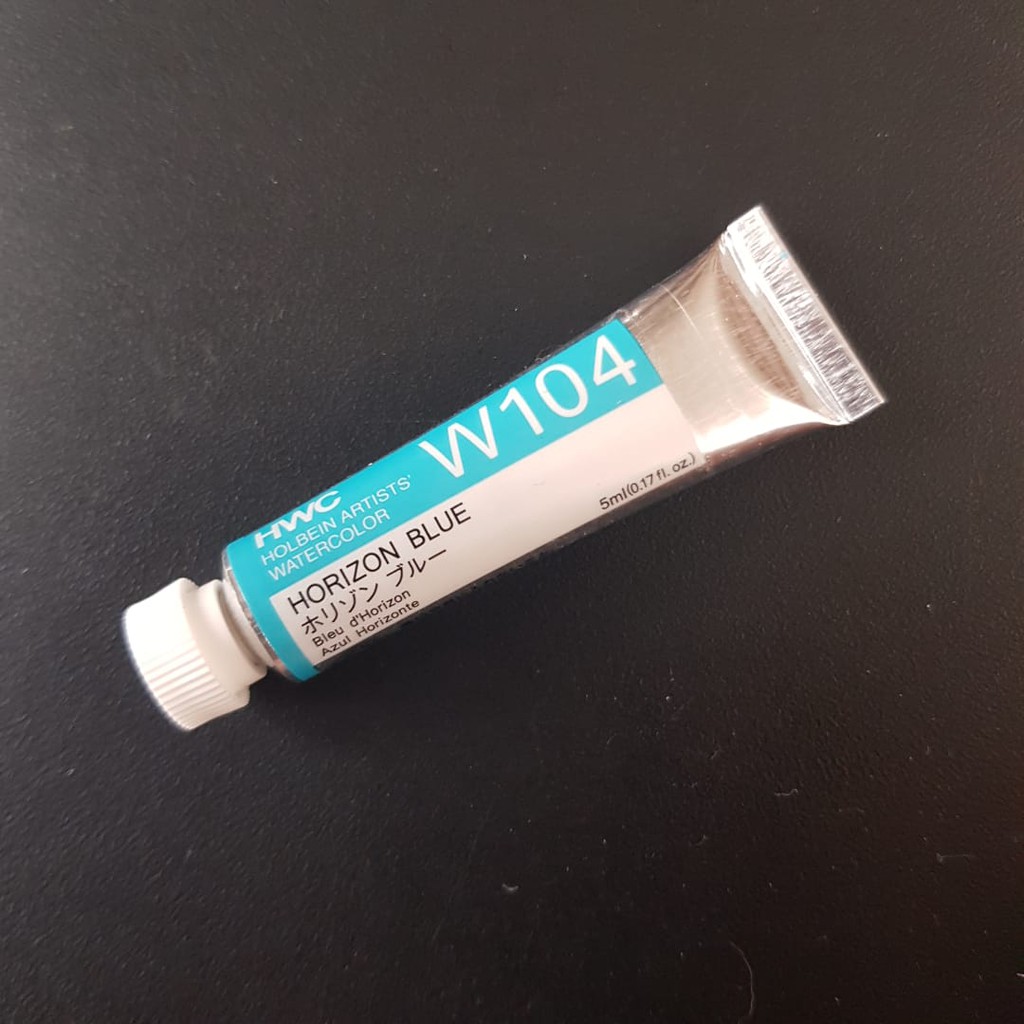 W104
HWC
HOLBEIN ARTISTS'
WATERCOLOR
HORIZON BLUE
ホリゾン ブルー
Bleu d'Horizon
Azul Horizonte
5ml(0.17 fl. oz.)